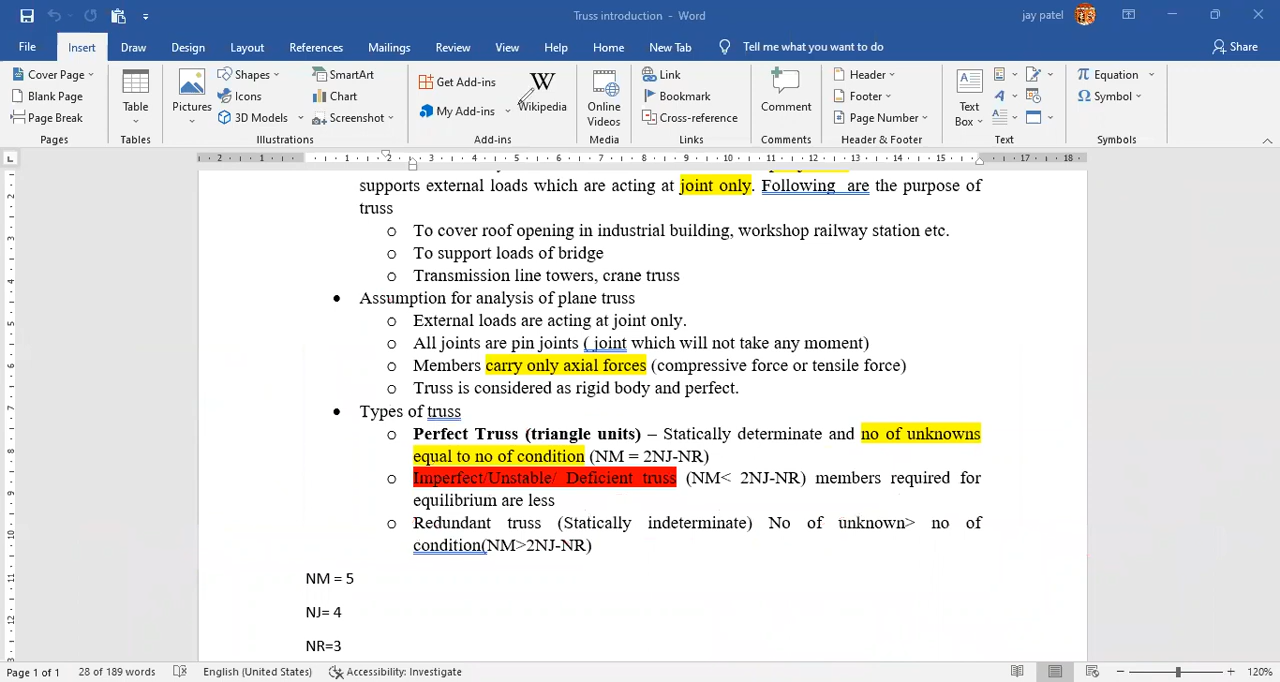 Truss introduction - Word
jay patel
File Insert Draw Design Layout References Mailings Review View Help Home New Tab Tell me what you want to do Share
Cover Page
Blank Page
Page Break
Pages
Table
Tables
Pictures
Shapes
Icons
3D Models
SmartArt
Chart
Screenshot
Illustrations
Get Add-ins
My Add-ins
Wikipedia
Add-ins
Online
Videos
Media
Link
Bookmark
Cross-reference
Links
Comment
Comments
Header
Footer
Page Number
Header & Footer
Text
Box
Text
Equation
Symbol
Symbols
supports external loads which are acting at joint only. Following are the purpose of
truss
o To cover roof opening in industrial building, workshop railway station etc.
o To support loads of bridge
o Transmission line towers, crane truss
• Assumption for analysis of plane truss
o External loads are acting at joint only.
o All joints are pin joints ( joint which will not take any moment)
o Members carry only axial forces (compressive force or tensile force)
o Truss is considered as rigid body and perfect.
• Types of truss
o Perfect Truss (triangle units) – Statically determinate and no of unknowns
equal to no of condition (NM = 2NJ-NR)
o Imperfect/Unstable/ Deficient truss (NM< 2NJ-NR) members required for
equilibrium are less
o Redundant truss (Statically indeterminate) No of unknown> no of
condition(NM>2NJ-NR)
NM = 5
NJ= 4
NR=3
Page 1 of 1 28 of 189 words English (United States) Accessibility: Investigate 120%